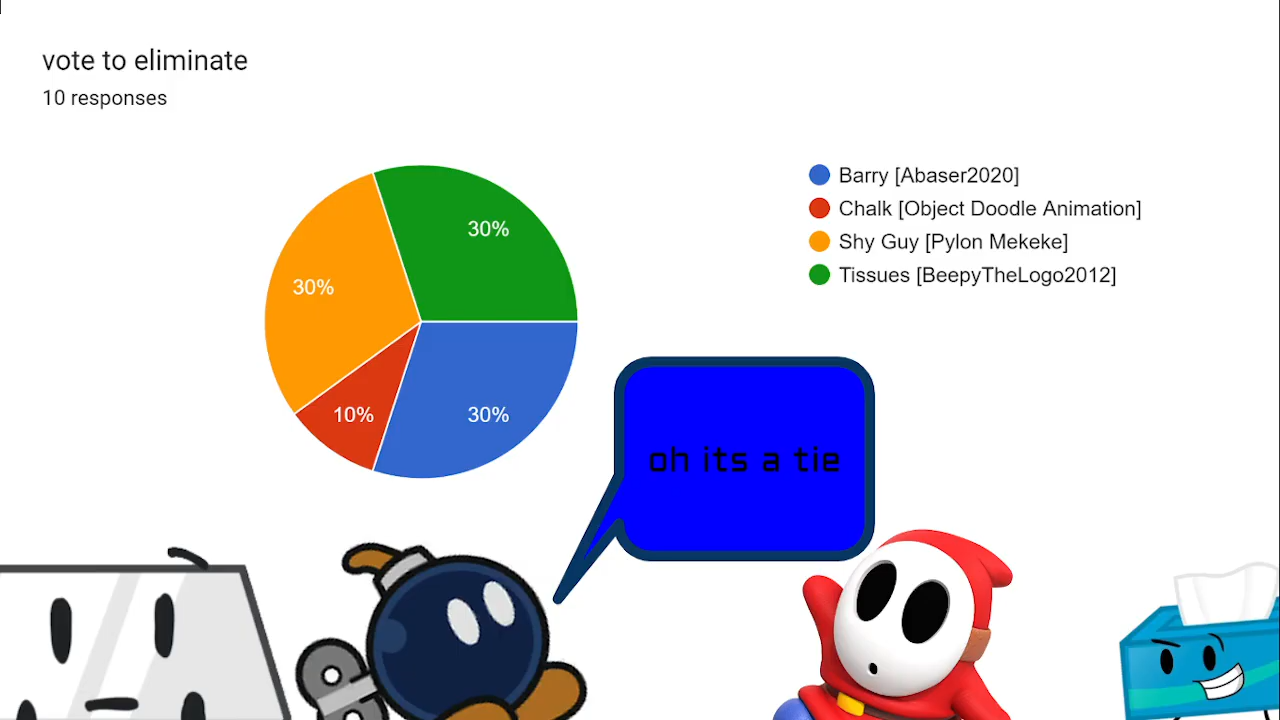 vote to eliminate
10 responses
Barry [Abaser2020]
Chalk [Object Doodle Animation]
Shy Guy [Pylon Mekeke]
Tissues [BeepyTheLogo2012]
30%
30%
10%
30%
oh its a tie